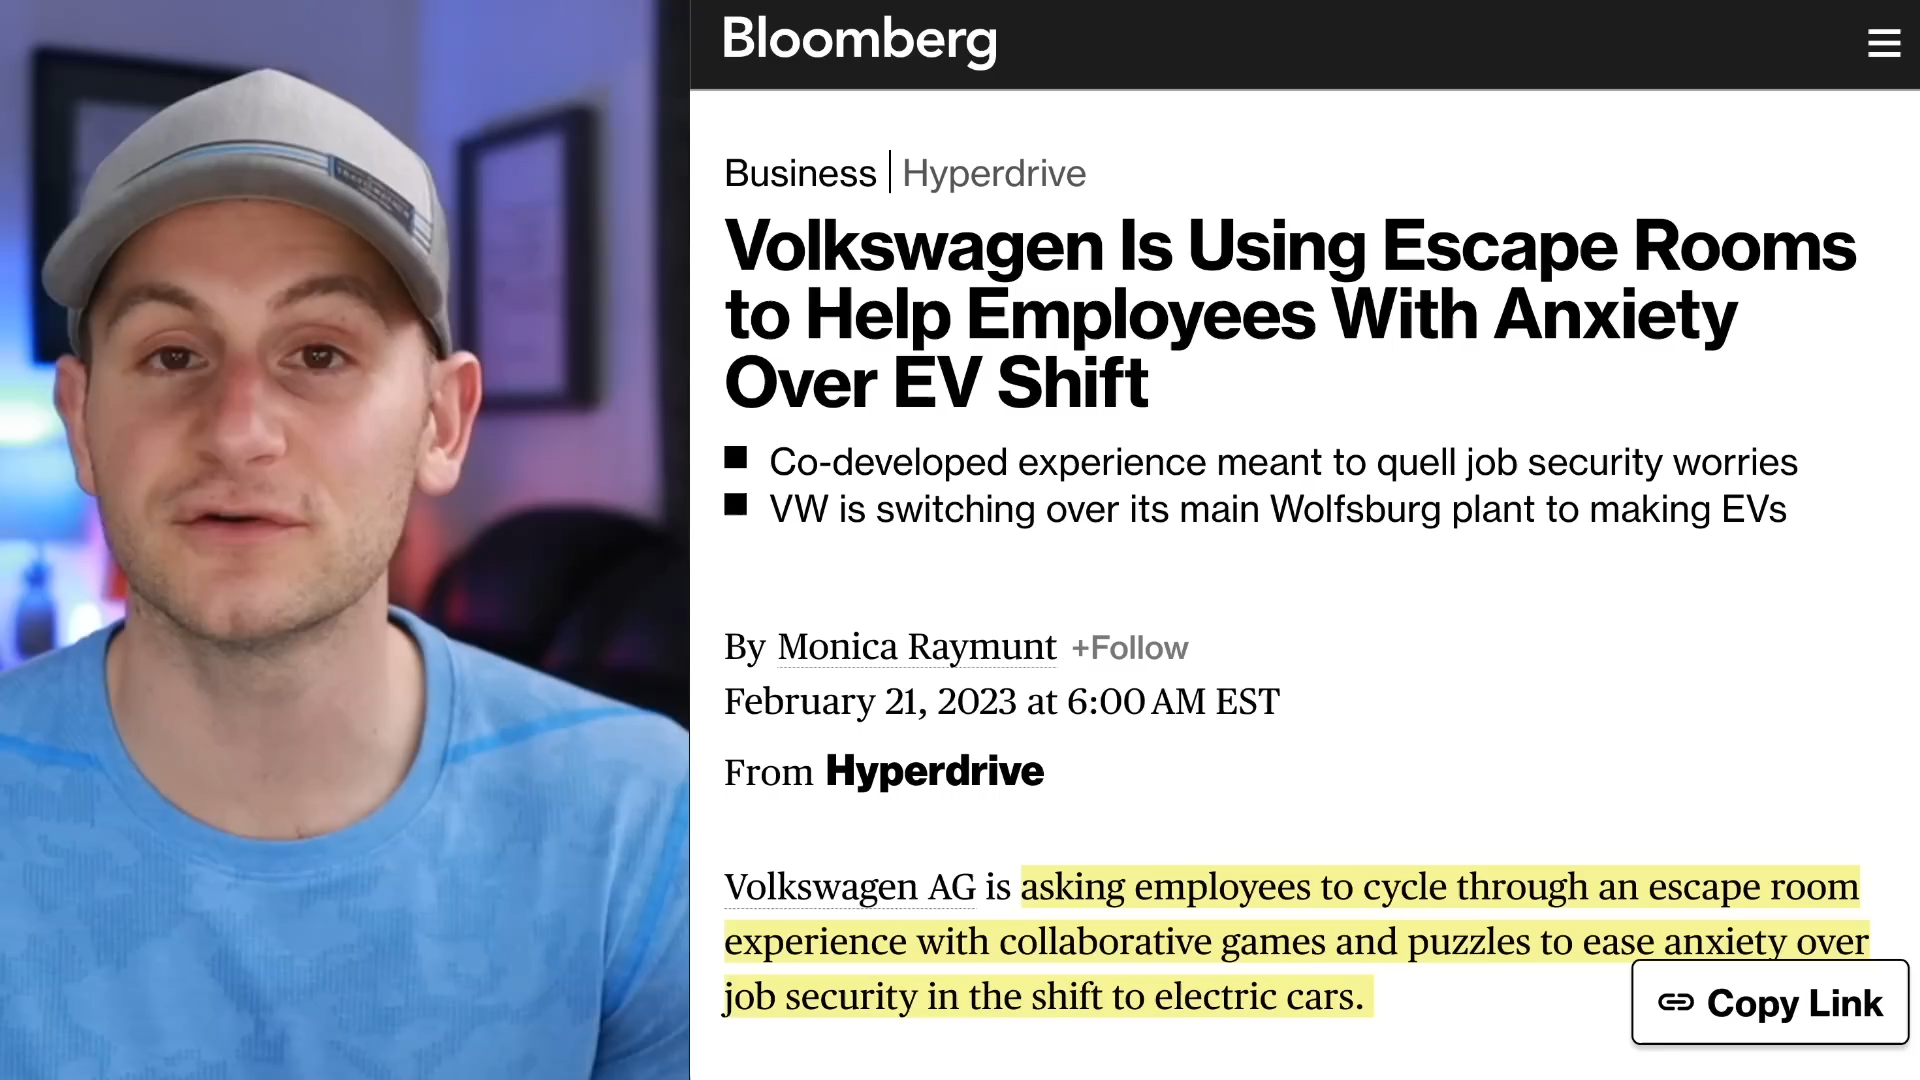 Bloomberg
Business | Hyperdrive
Volkswagen Is Using Escape Rooms
to Help Employees With Anxiety
Over EV Shift
■ Co-developed experience meant to quell job security worries
■ VW is switching over its main Wolfsburg plant to making EVs
By Monica Raymunt +Follow
February 21, 2023 at 6:00 AM EST
From Hyperdrive
Volkswagen AG is asking employees to cycle through an escape room
experience with collaborative games and puzzles to ease anxiety over
job security in the shift to electric cars.
Copy Link